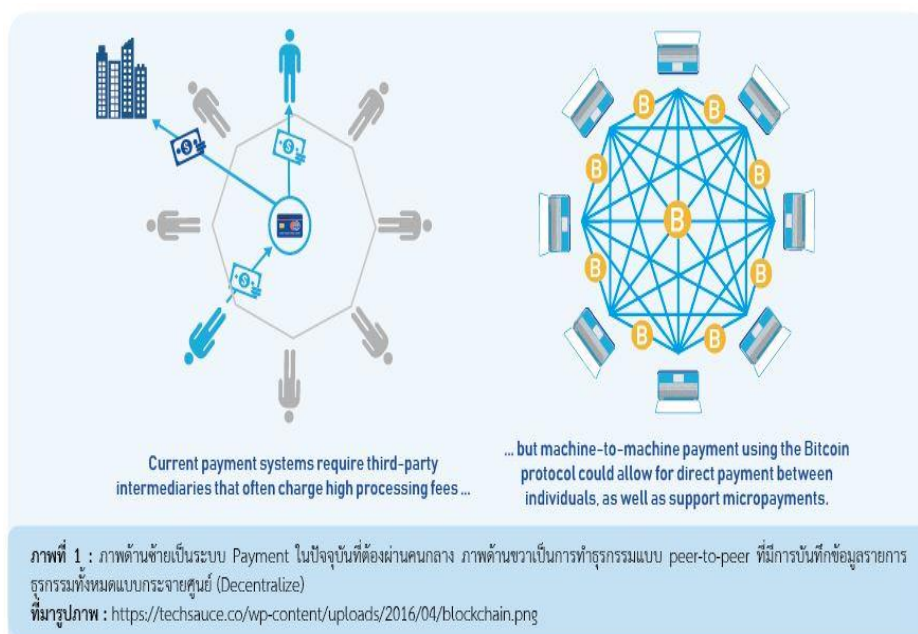 Current payment systems require third-party
intermediaries that often charge high processing fees ...
... but machine-to-machine payment using the Bitcoin
protocol could allow for direct payment between
individuals, as well as support micropayments.
ภาพที่ 1 : ภาพด้านซ้ายเป็นระบบ Payment ในปัจจุบันที่ต้องผ่านคนกลาง ภาพด้านขวาเป็นการทำธุรกรรมแบบ peer-to-peer ที่มีการบันทึกข้อมูลรายการ
ธุรกรรมทั้งหมดแบบกระจายศูนย์ (Decentralize)
ที่มารูปภาพ : https://techsauce.co/wp-content/uploads/2016/04/blockchain.png